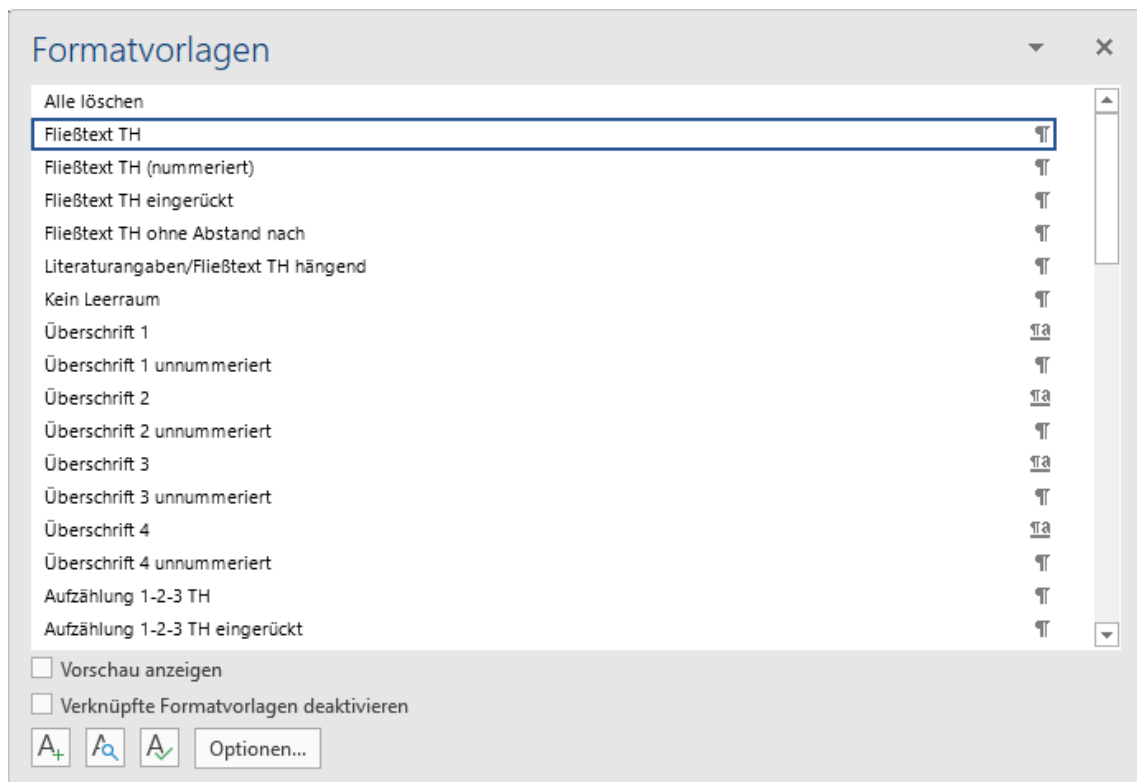 Formatvorlagen
Alle löschen
Fließtext TH ¶
Fließtext TH (nummeriert) ¶
Fließtext TH eingerückt ¶
Fließtext TH ohne Abstand nach ¶
Literaturangaben/Fließtext TH hängend ¶
Kein Leerraum ¶
Überschrift 1 ¶a
Überschrift 1 unnummeriert ¶
Überschrift 2 ¶a
Überschrift 2 unnummeriert ¶
Überschrift 3 ¶a
Überschrift 3 unnummeriert ¶
Überschrift 4 ¶a
Überschrift 4 unnummeriert ¶
Aufzählung 1-2-3 TH ¶
Aufzählung 1-2-3 TH eingerückt ¶
Vorschau anzeigen
Verknüpfte Formatvorlagen deaktivieren
Optionen...